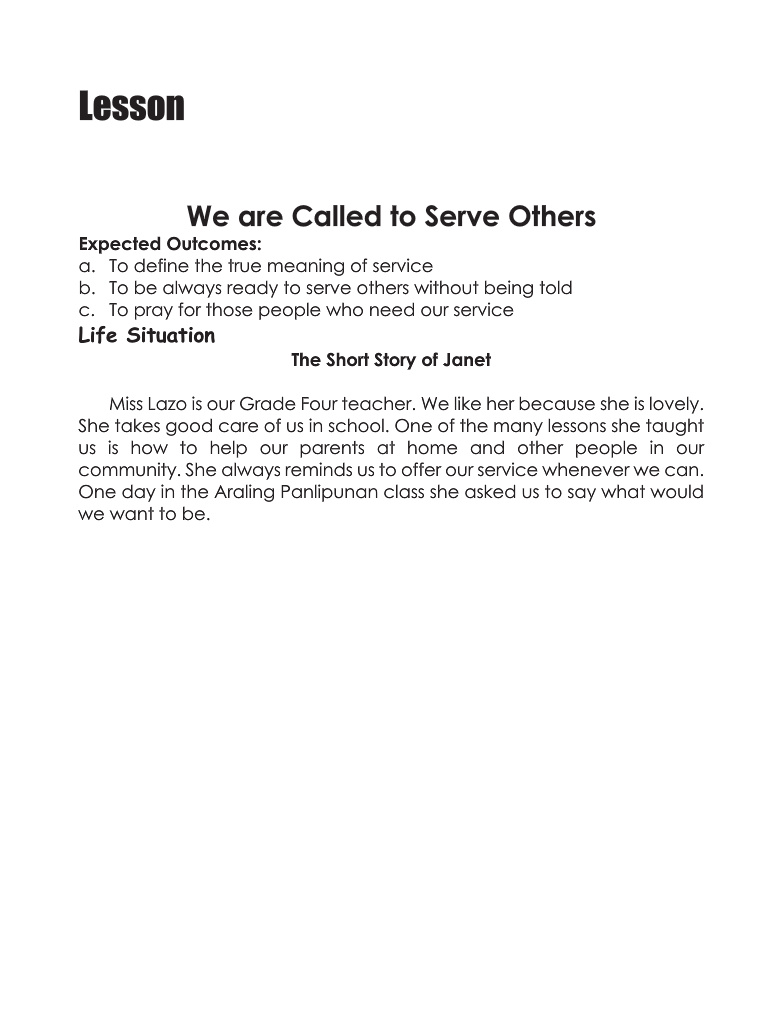 Lesson
We are Called to Serve Others
Expected Outcomes:
a. To define the true meaning of service
b. To be always ready to serve others without being told
c. To pray for those people who need our service
Life Situation
The Short Story of Janet
Miss Lazo is our Grade Four teacher. We like her because she is lovely.
She takes good care of us in school. One of the many lessons she taught
us is how to help our parents at home and other people in our
community. She always reminds us to offer our service whenever we can.
One day in the Araling Panlipunan class she asked us to say what would
we want to be.